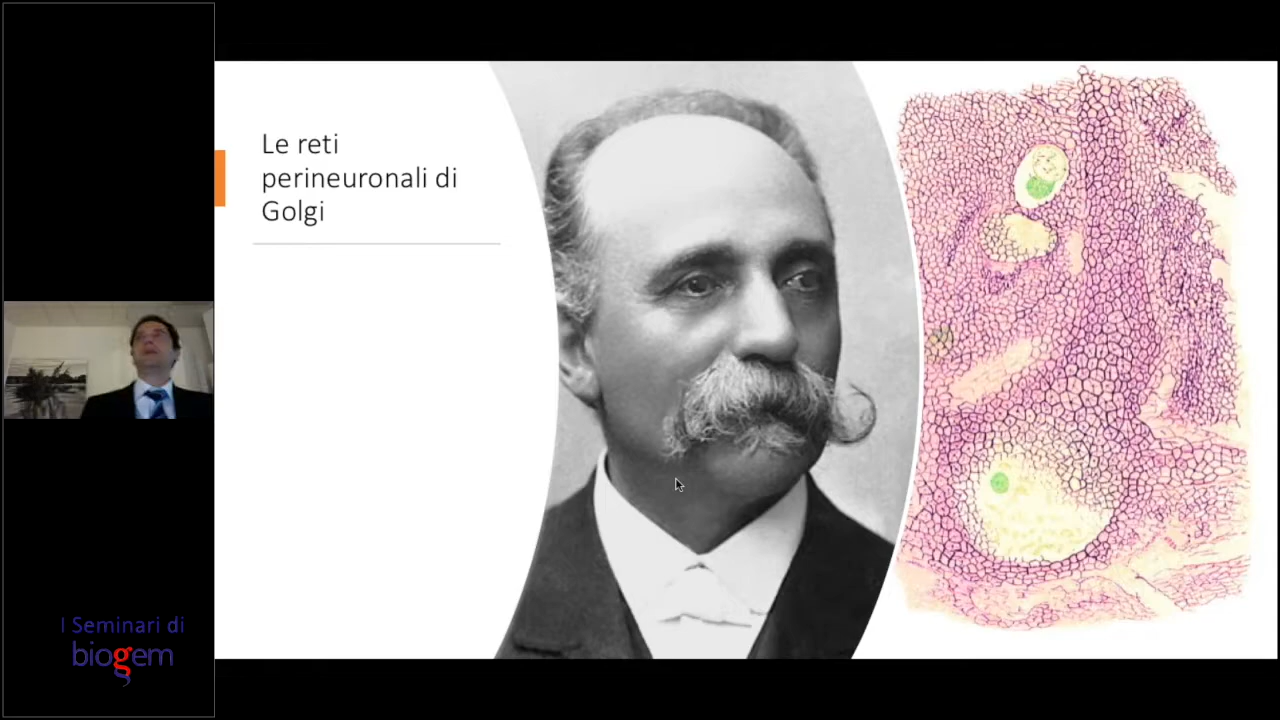 Le reti
perineuronali di
Golgi
I Seminari di
biogem